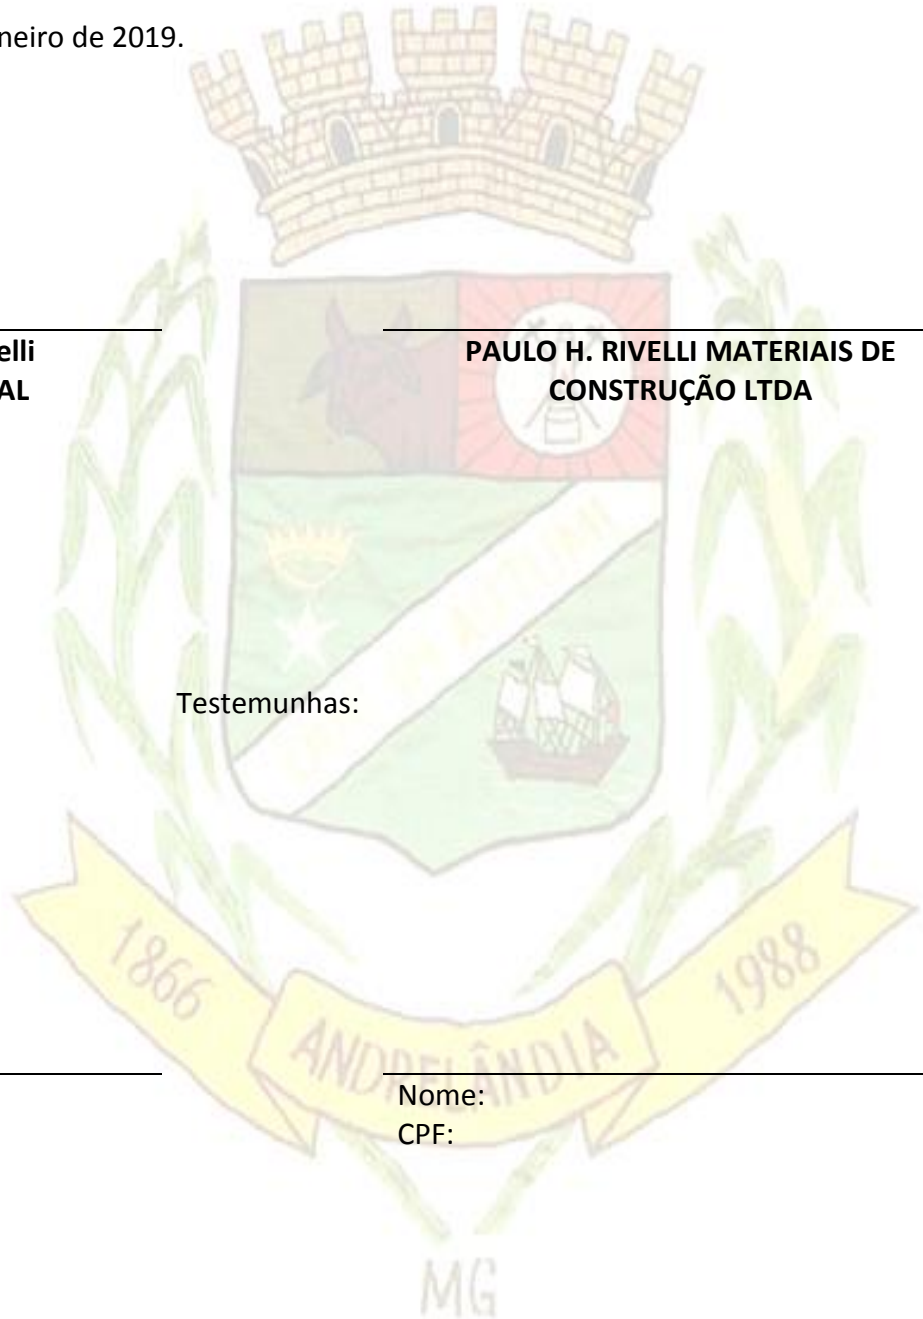 neiro de 2019.
elli
AL
PAULO H. RIVELLI MATERIAIS DE
CONSTRUÇÃO LTDA
Testemunhas:
1866
ANDRELÂNDIA
1988
Nome:
CPF:
MG